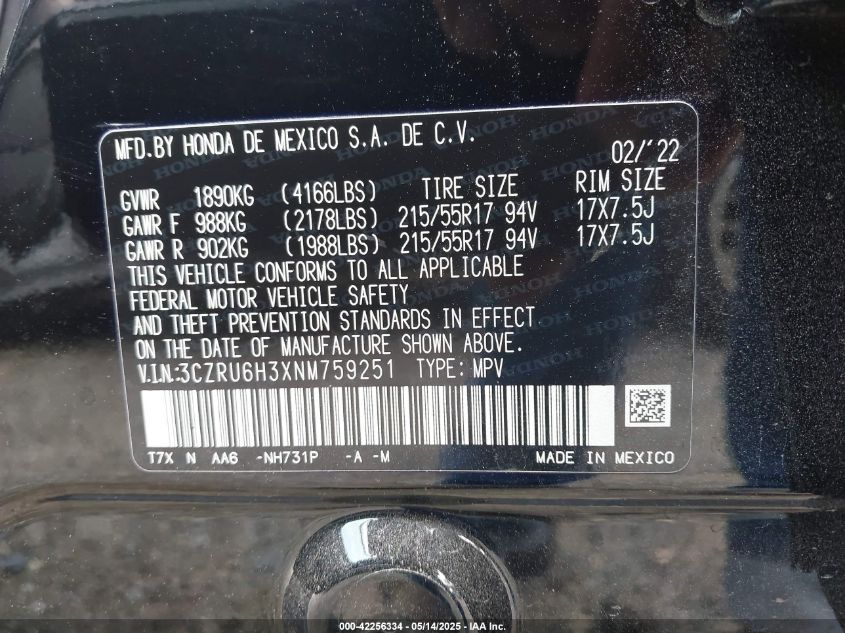 MFD.BY HONDA DE MEXICO S.A. DE C.V.
02/'22
GVWR 1890KG (4166LBS) TIRE SIZE RIM SIZE
GAWR F 988KG (2178LBS) 215/55R17 94V 17X7.5J
GAWR R 902KG (1988LBS) 215/55R17 94V 17X7.5J
THIS VEHICLE CONFORMS TO ALL APPLICABLE
FEDERAL MOTOR VEHICLE SAFETY
AND THEFT PREVENTION STANDARDS IN EFFECT
ON THE DATE OF MANUFACTURE SHOWN ABOVE.
V.I.N.:3CZRU6H3XNM759251 TYPE: MPV
T7X N AA6 -NH731P -A -M MADE IN MEXICO
000-42256334 - 05/14/2025 - IAA Inc.